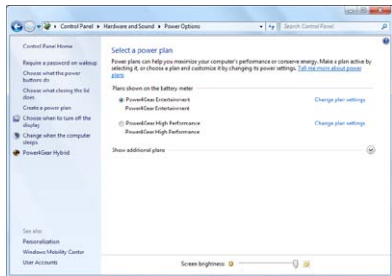 Control Panel ▸ Hardware and Sound ▸ Power Options
Search Control Panel
Control Panel Home
Require a password on wakeup
Choose what the power
buttons do
Choose what closing the lid
does
Create a power plan
Choose when to turn off the
display
Change when the computer
sleeps
Power4Gear Hybrid
See also
Personalization
Windows Mobility Center
User Accounts
Select a power plan
Power plans can help you maximize your computer's performance or conserve energy. Make a plan active by
selecting it, or choose a plan and customize it by changing its power settings. Tell me more about power
plans
Plans shown on the battery meter
Power4Gear Entertainment
Change plan settings
Power4Gear Entertainment
Power4Gear High Performance
Change plan settings
Power4Gear High Performance
Show additional plans
Screen brightness: